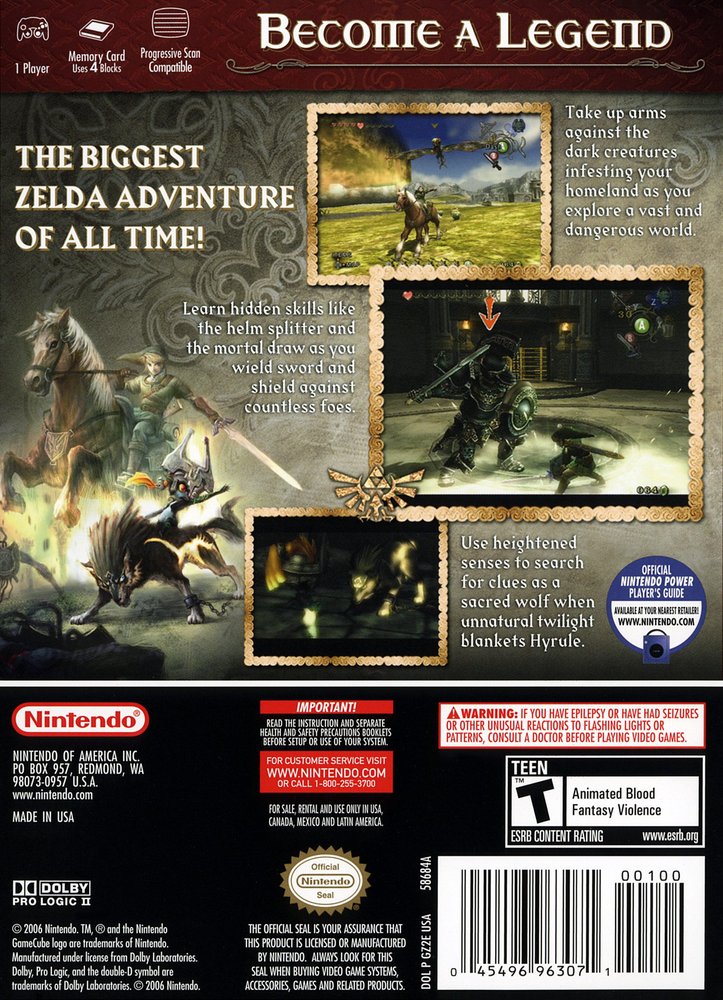 BECOME A LEGEND
1 Player
Memory Card
Uses 4 Blocks
Progressive Scan
Compatible
THE BIGGEST
ZELDA ADVENTURE
OF ALL TIME!
Take up arms
against the
dark creatures
infesting your
homeland as you
explore a vast and
dangerous world.
Learn hidden skills like
the helm splitter and
the mortal draw as you
wield sword and
shield against
countless foes.
30
Z
A
064
Use heightened
senses to search
for clues as a
sacred wolf when
unnatural twilight
blankets Hyrule.
OFFICIAL
NINTENDO POWER
PLAYER'S GUIDE
AVAILABLE AT YOUR NEAREST RETAILER!
WWW.NINTENDO.COM
Nintendo®
NINTENDO OF AMERICA INC.
PO BOX 957, REDMOND, WA
98073-0957 U.S.A.
www.nintendo.com
MADE IN USA
IMPORTANT!
READ THE INSTRUCTION AND SEPARATE
HEALTH AND SAFETY PRECAUTIONS BOOKLETS
BEFORE SETUP OR USE OF YOUR SYSTEM.
FOR CUSTOMER SERVICE VISIT
WWW.NINTENDO.COM
OR CALL 1-800-255-3700
FOR SALE, RENTAL AND USE ONLY IN USA,
CANADA, MEXICO AND LATIN AMERICA.
WARNING: IF YOU HAVE EPILEPSY OR HAVE HAD SEIZURES
OR OTHER UNUSUAL REACTIONS TO FLASHING LIGHTS OR
PATTERNS, CONSULT A DOCTOR BEFORE PLAYING VIDEO GAMES.
TEEN
T
Animated Blood
Fantasy Violence
ESRB CONTENT RATING www.esrb.org
DOLBY
PRO LOGIC II
© 2006 Nintendo. TM, ® and the Nintendo
GameCube logo are trademarks of Nintendo.
Manufactured under license from Dolby Laboratories.
Dolby, Pro Logic, and the double-D symbol are
trademarks of Dolby Laboratories. © 2006 Nintendo.
Official
Nintendo
Seal
THE OFFICIAL SEAL IS YOUR ASSURANCE THAT
THIS PRODUCT IS LICENSED OR MANUFACTURED
BY NINTENDO. ALWAYS LOOK FOR THIS
SEAL WHEN BUYING VIDEO GAME SYSTEMS,
ACCESSORIES, GAMES AND RELATED PRODUCTS.
58684A
DOL P GZ2E USA
00100
0 45496 96307 1